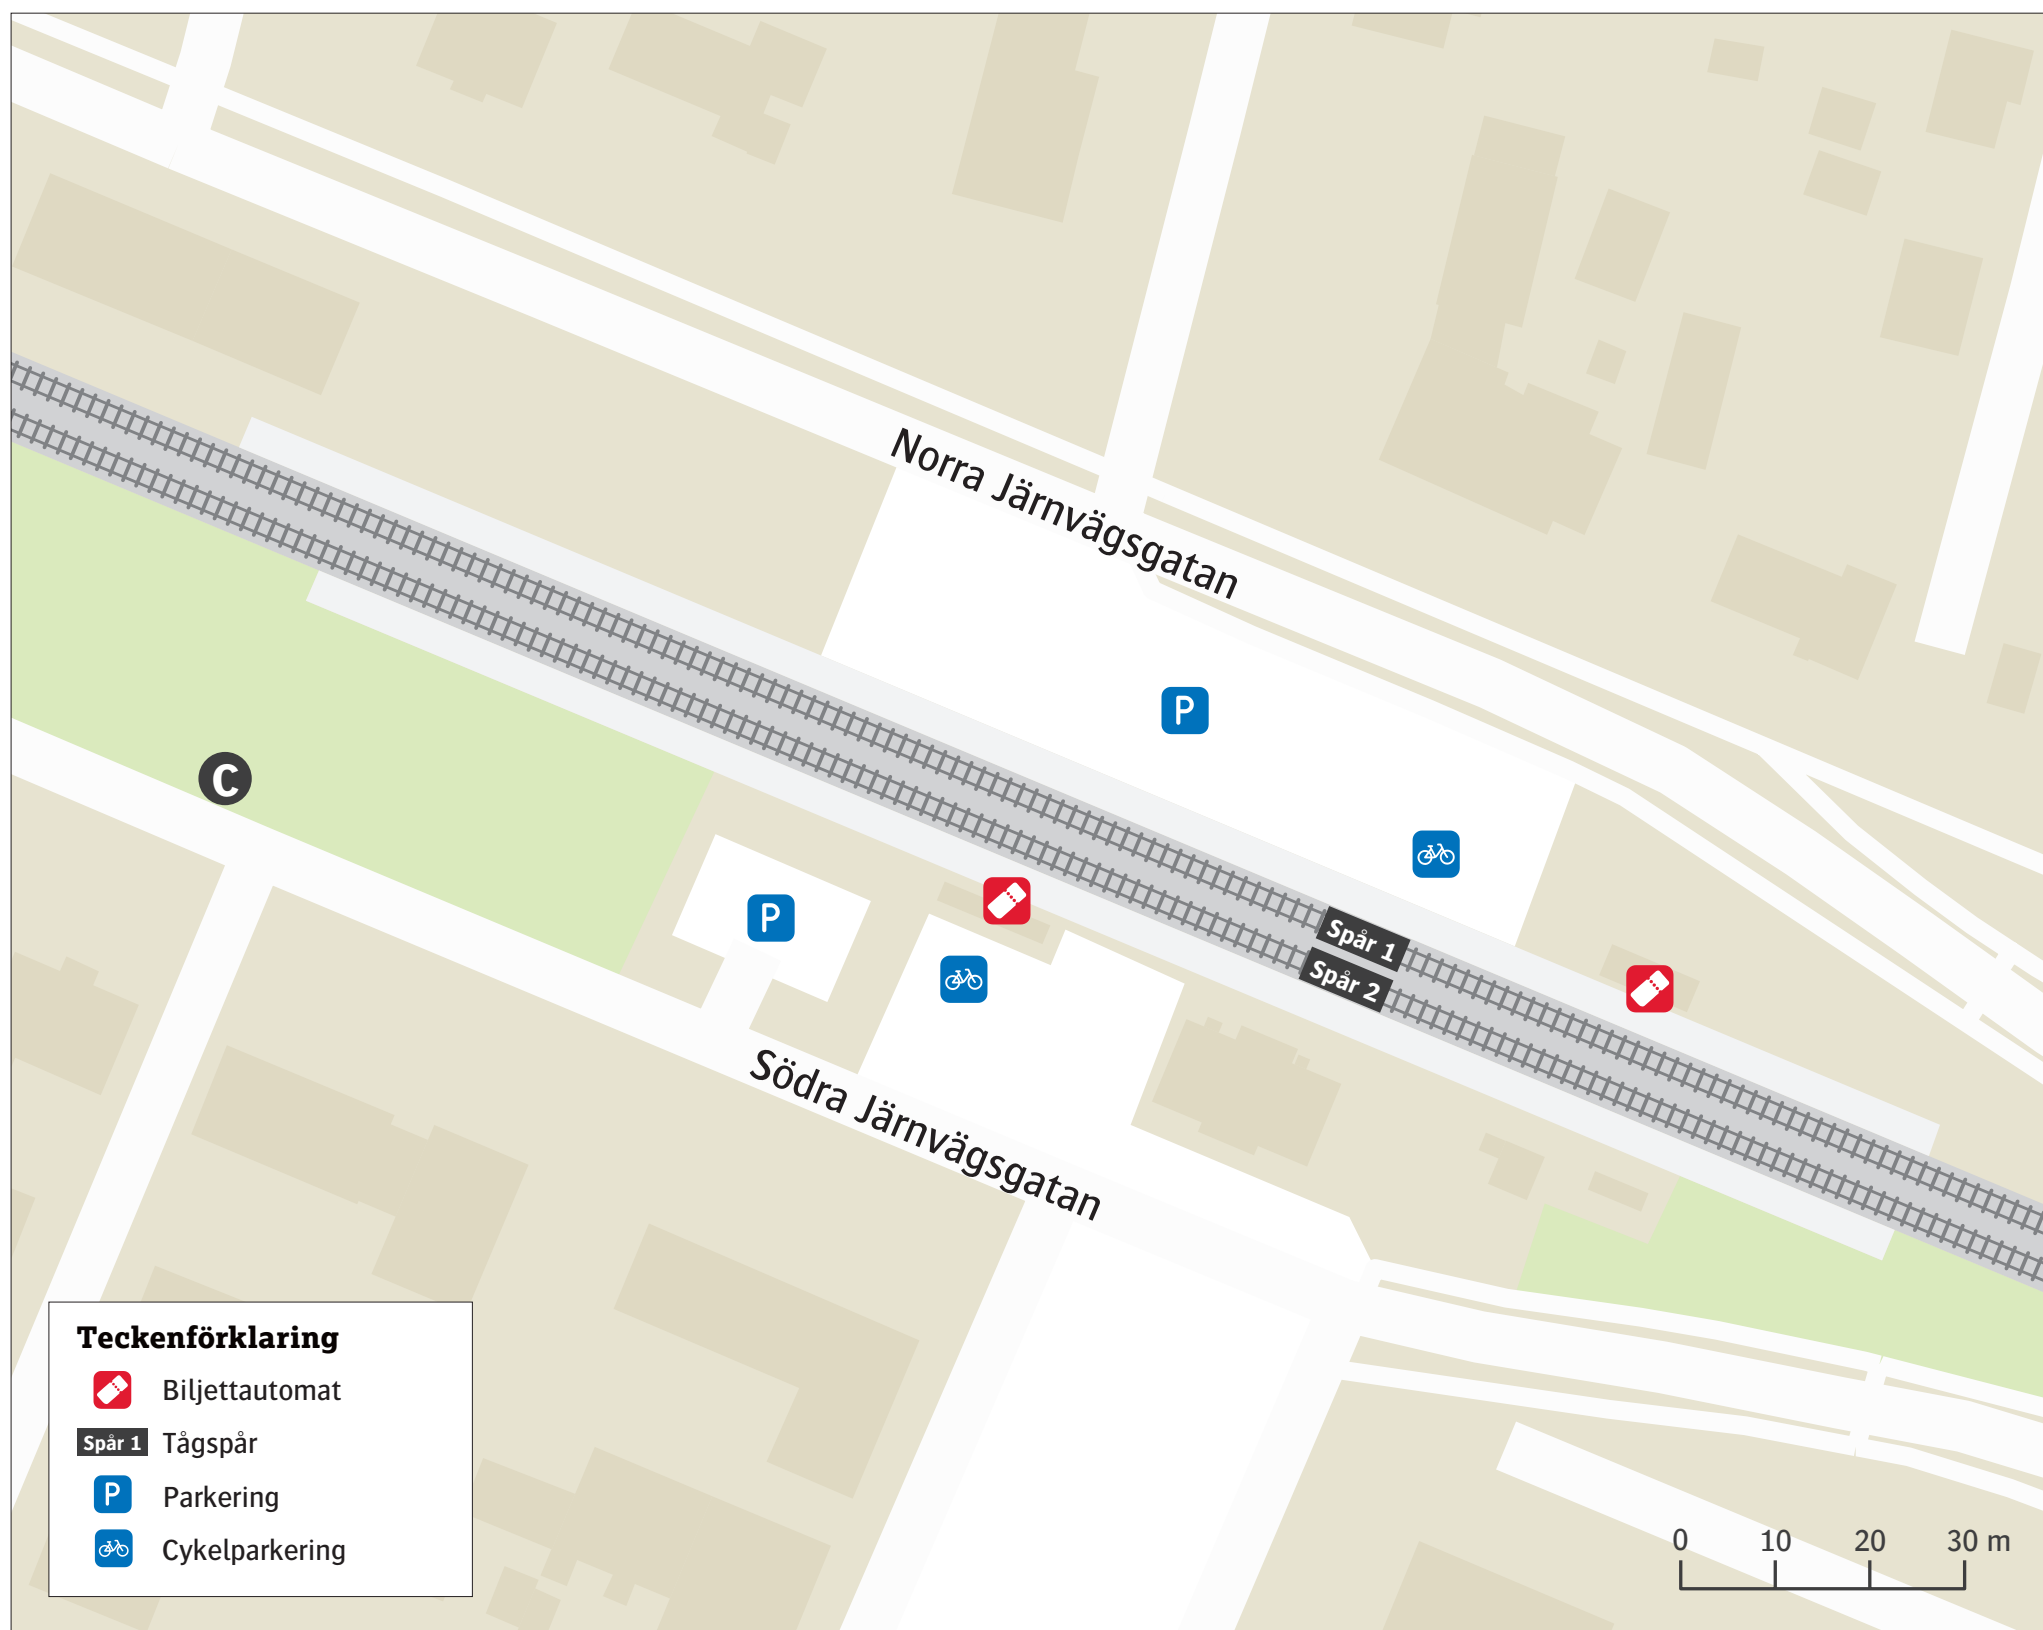 Norra Järnvägsgatan
P
C
P
Spår 1
Spår 2
Södra Järnvägsgatan
Teckenförklaring
Biljettautomat
Spår 1 Tågspår
P Parkering
Cykelparkering
0 10 20 30 m